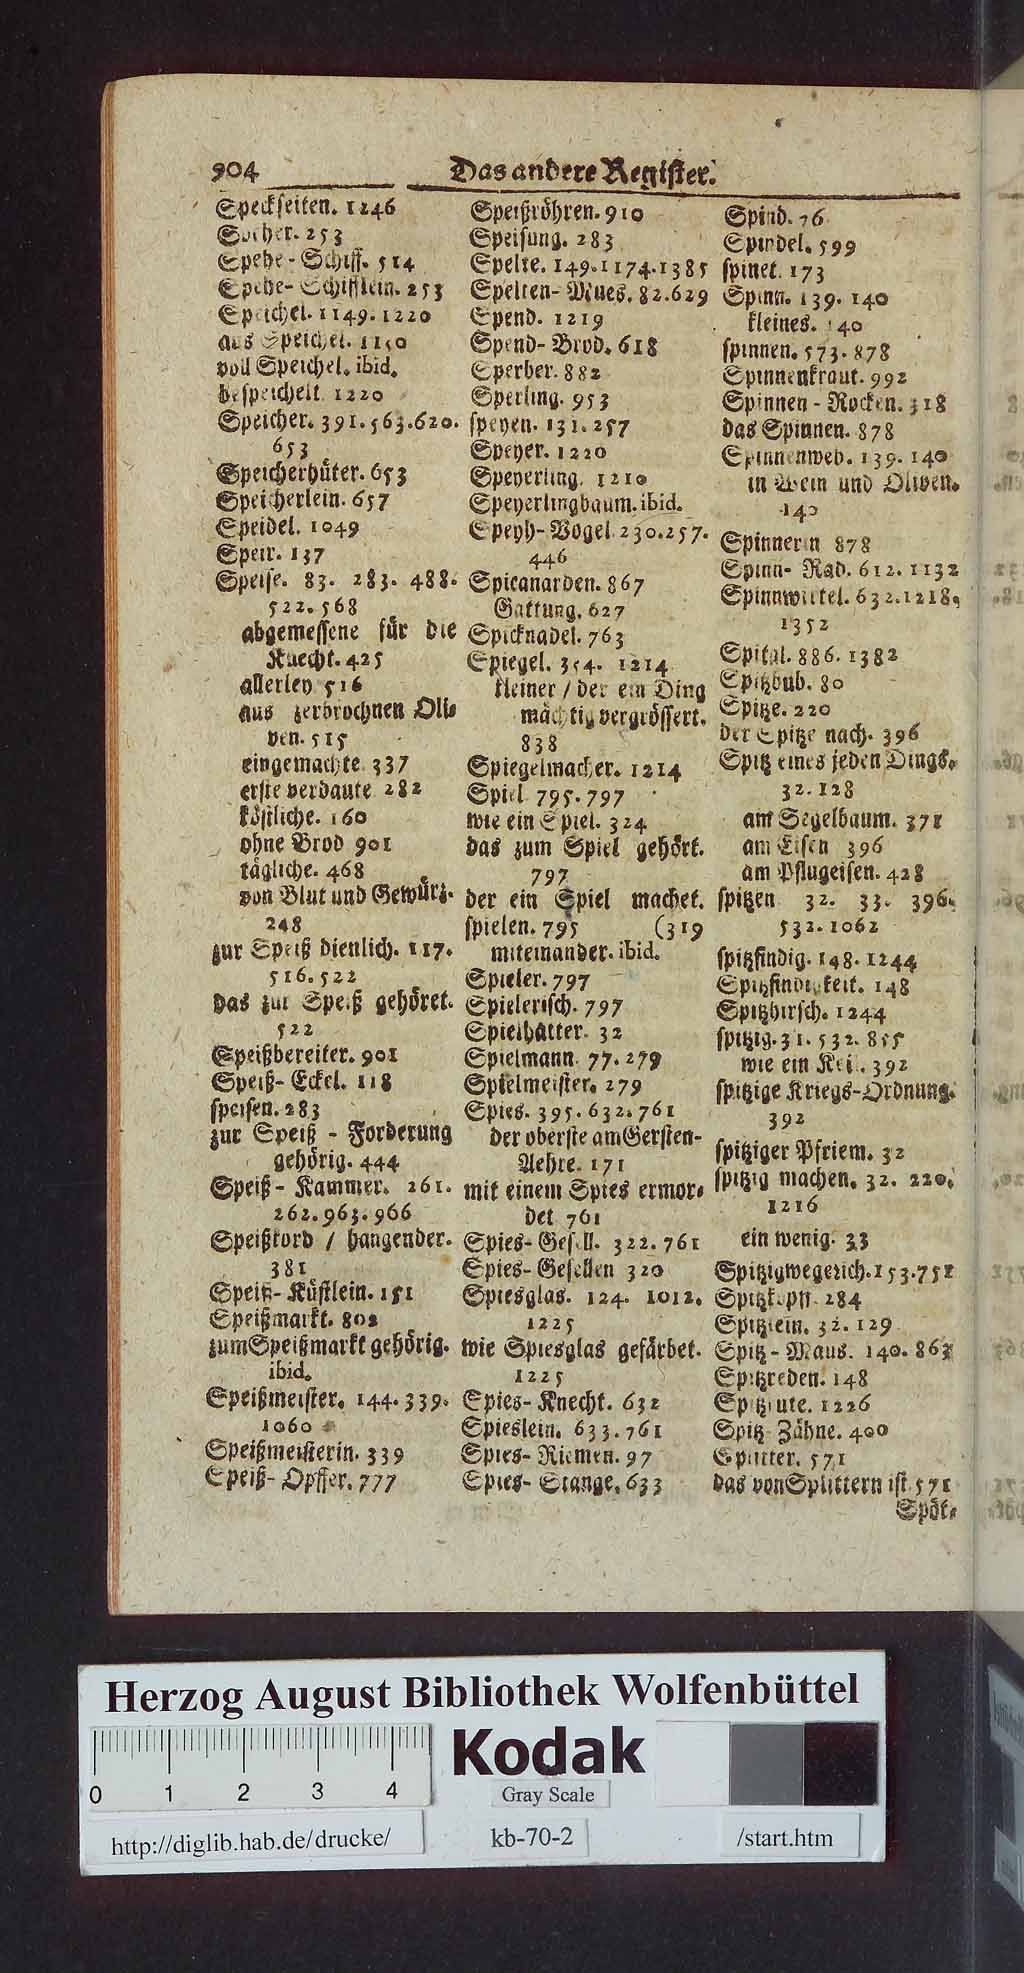 904 Das andere Register.
Speckseiten. 1246
Specher. 253
Spehe-Schiff. 514
Spehe-Schifflein. 253
Speichel. 1149. 1220
aus Speichel. 1150
voll Speichel. ibid.
bespeichelt 1220
Speicher. 391. 563. 620.
653
Speicherhüter. 653
Speicherlein. 657
Speidel. 1049
Speir. 137
Speise. 83. 283. 488.
522. 568
abgemessene für die
Knecht. 425
allerley 516
aus zerbrochnen Oli-
ven. 515
eingemachte 337
erste verdaute 282
köstliche. 160
ohne Brod 901
tägliche. 468
von Blut und Gewürz.
248
zur Speiß dienlich. 117.
516. 522
das zur Speiß gehöret.
522
Speißbereiter. 901
Speiß-Eckel. 118
speisen. 283
zur Speiß-Forderung
gehörig. 444
Speiß-Kammer. 261.
262. 963. 966
Speißkorb / hangender.
381
Speiß-Küstlein. 151
Speißmarkt. 802
zum Speißmarkt gehörig.
ibid.
Speißmeister. 144. 339.
1060
Speißmeisterin. 339
Speiß-Opffer. 777
Speißröhren. 910
Speisung. 283
Spelte. 149. 1174. 1385
Spelten-Mues. 82. 629
Spend. 1219
Spend-Brod. 618
Sperber. 882
Sperling. 953
speyen. 131. 257
Speyer. 1220
Speyerling. 1210
Speyerlingbaum. ibid.
Speyh-Vogel 230. 257.
446
Spicanarden. 867
Gattung. 627
Spicknadel. 763
Spiegel. 354. 1214
kleiner / der ein Ding
mächtig vergrössert.
838
Spiegelmacher. 1214
Spiel 795. 797
wie ein Spiel. 324
das zum Spiel gehört.
797
der ein Spiel machet.
spielen. 795 (319
miteinander. ibid.
Spieler. 797
Spielerisch. 797
Spielhalter. 32
Spielmann 77. 279
Spielmeister. 279
Spies. 395. 632. 761
der oberste am Gersten-
Aehre. 171
mit einem Spies ermor-
det 761
Spies-Gesell. 322. 761
Spies-Gesellen 320
Spiesglas. 124. 1012.
1225
wie Spiesglas gefärbet.
1225
Spies-Knecht. 632
Spieslein. 633. 761
Spies-Riemen. 97
Spies-Stange. 633
Spind. 76
Spindel. 599
spinet. 173
Spinn. 139. 140
kleines. 140
spinnen. 573. 878
Spinnenkraut. 992
Spinnen-Rocken. 318
das Spinnen. 878
Spinnenweb. 139. 140
in Wein und Oliven.
140
Spinnerin 878
Spinn-Rad. 612. 1132
Spinnwirtel. 632. 1218.
1352
Spital. 886. 1382
Spitzbub. 80
Spitze. 220
der Spitze nach. 396
Spitz eines jeden Dings.
32. 128
am Segelbaum. 371
am Eisen 396
am Pflugeisen. 428
spitzen 32. 33. 396.
532. 1062
spitzfindig. 148. 1244
Spitzfindigkeit. 148
Spitzhirsch. 1244
spitzig. 31. 532. 855
wie ein Keil. 392
spitzige Kriegs-Ordnung.
392
spitziger Pfriem. 32
spitzig machen. 32. 220.
1216
ein wenig. 33
Spitzigwegerich. 153. 751
Spitzkopff 284
Spitzlein. 32. 129
Spitz-Maus. 140. 863
Spitzreden. 148
Spitzrute. 1226
Spitz-Zähne. 400
Splitter. 571
das von Splittern ist 571
Spöt-
Herzog August Bibliothek Wolfenbüttel
0 1 2 3 4
Kodak
Gray Scale
http://diglib.hab.de/drucke/ kb-70-2 /start.htm